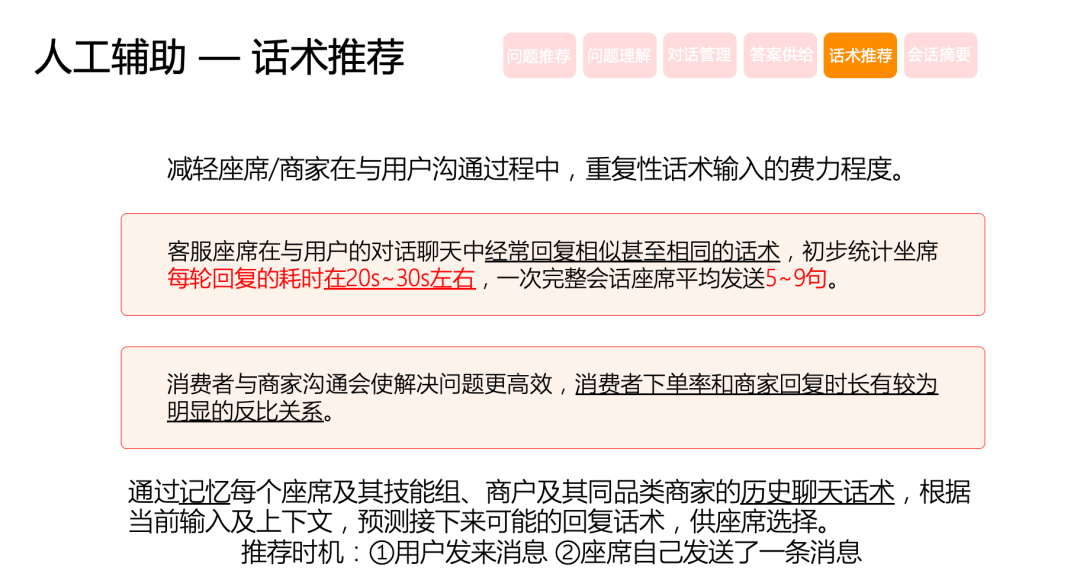 人工辅助 — 话术推荐
问题推荐 问题理解 对话管理 答案供给 话术推荐 会话摘要
减轻座席/商家在与用户沟通过程中，重复性话术输入的费力程度。
客服座席在与用户的对话聊天中经常回复相似甚至相同的话术，初步统计坐席
每轮回复的耗时在20s~30s左右，一次完整会话座席平均发送5~9句。
消费者与商家沟通会使解决问题更高效，消费者下单率和商家回复时长有较为
明显的反比关系。
通过记忆每个座席及其技能组、商户及其同品类商家的历史聊天话术，根据
当前输入及上下文，预测接下来可能的回复话术，供座席选择。
推荐时机：①用户发来消息 ②座席自己发送了一条消息